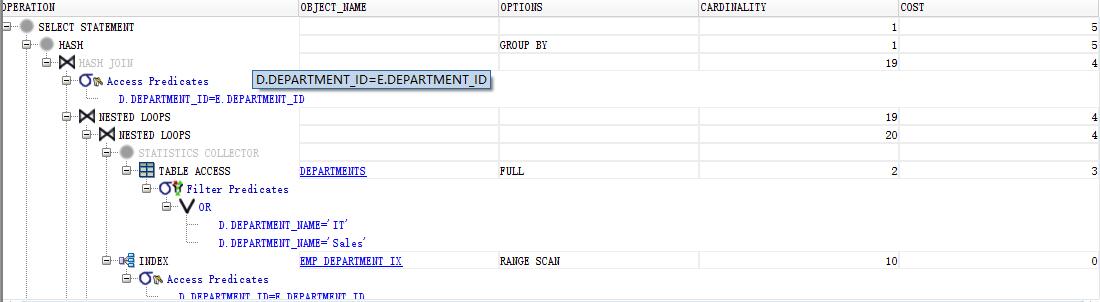 OPERATION OBJECT_NAME OPTIONS CARDINALITY COST
SELECT STATEMENT 1 5
HASH GROUP BY 1 5
HASH JOIN 19 4
Access Predicates D.DEPARTMENT_ID=E.DEPARTMENT_ID
D.DEPARTMENT_ID=E.DEPARTMENT_ID
NESTED LOOPS 19 4
NESTED LOOPS 20 4
STATISTICS COLLECTOR
TABLE ACCESS DEPARTMENTS FULL 2 3
Filter Predicates
OR
D.DEPARTMENT_NAME='IT'
D.DEPARTMENT_NAME='Sales'
INDEX EMP_DEPARTMENT_IX RANGE SCAN 10 0
Access Predicates
D.DEPARTMENT_ID=E.DEPARTMENT_ID